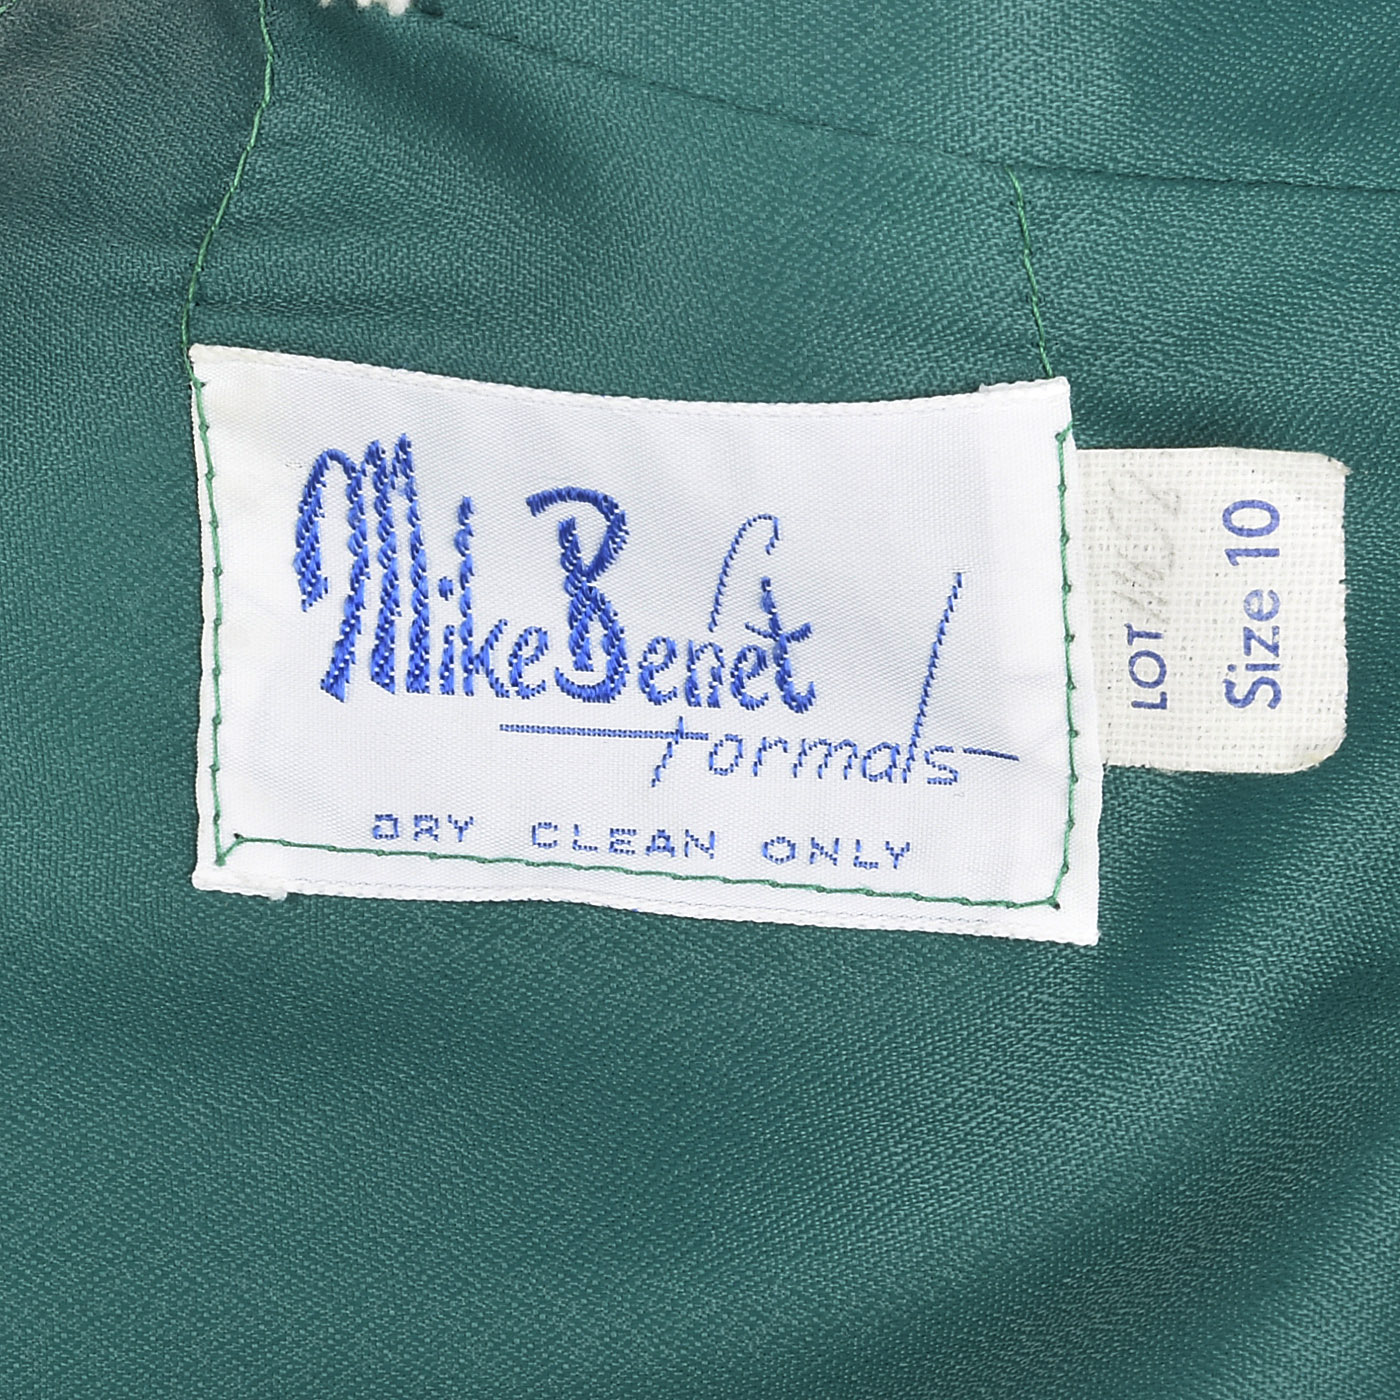 Mike Benet
formals
DRY CLEAN ONLY
LOT
Size 10